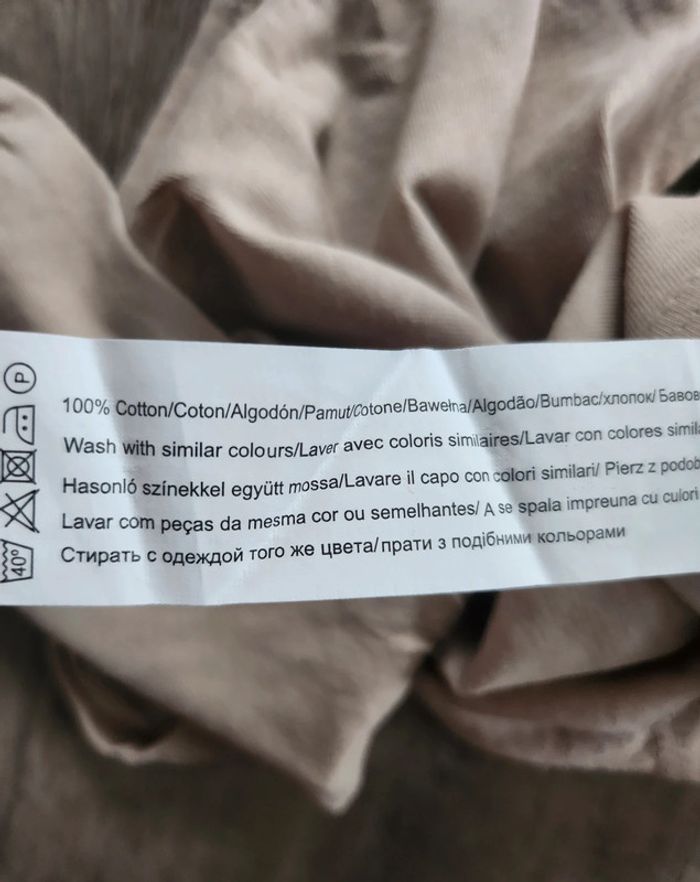 P
100% Cotton/Coton/Algodón/Pamut/Cotone/Bawełna/Algodão/Bumbac/хлопок/
Wash with similar colours/Laver avec coloris similaires/Lavar con colores
Hasonló színekkel együtt mossa/Lavare il capo con colori similari/ Pierz z
Lavar com peças da mesma cor ou semelhantes/ A se spala impreuna cu culori
Стирать с одеждой того же цвета/прати з подібними кольорами
40°